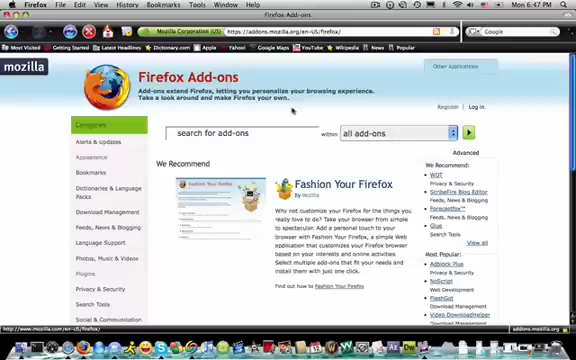 Firefox File Edit View History Bookmarks Tools Window Help
Mon 6:47 PM
Firefox Add-ons
Mozilla Corporation (US)
https://addons.mozilla.org/en-US/firefox/
Google
Most Visited Getting Started Latest Headlines Dictionary.com Apple Yahoo! Google Maps YouTube Wikipedia News Popular
mozilla
Other Applications
Firefox Add-ons
Add-ons extend Firefox, letting you personalize your browsing experience.
Take a look around and make Firefox your own.
Register Log in
Categories
search for add-ons within all add-ons
Advanced
Alerts & Updates
Appearance
Bookmarks
Dictionaries & Language Packs
Download Management
Feeds, News & Blogging
Language Support
Photos, Music & Videos
Plugins
Privacy & Security
Search Tools
Social & Communication
We Recommend
Fashion Your Firefox
by mozilla
Why not customize your Firefox for the things
you really love to do? Take your browser from simple
to spectacular. Add a personal touch to your
browser with Fashion Your Firefox, a simple Web
application that customizes your Firefox browser
based on your interests and online activities.
Select multiple add-ons that fit your needs and
install them with just one click.
Find out how to Fashion Your Firefox
We Recommend:
WOT
Privacy & Security
ScribeFire Blog Editor
Feeds, News & Blogging
Forecastfox
Feeds, News & Blogging
Glue
Search Tools
View all
Most Popular:
Adblock Plus
Privacy & Security
NoScript
Web Development
FlashGot
Download Management
Video DownloadHelper
http://www.mozilla.com/en-US/firefox/
addons.mozilla.org